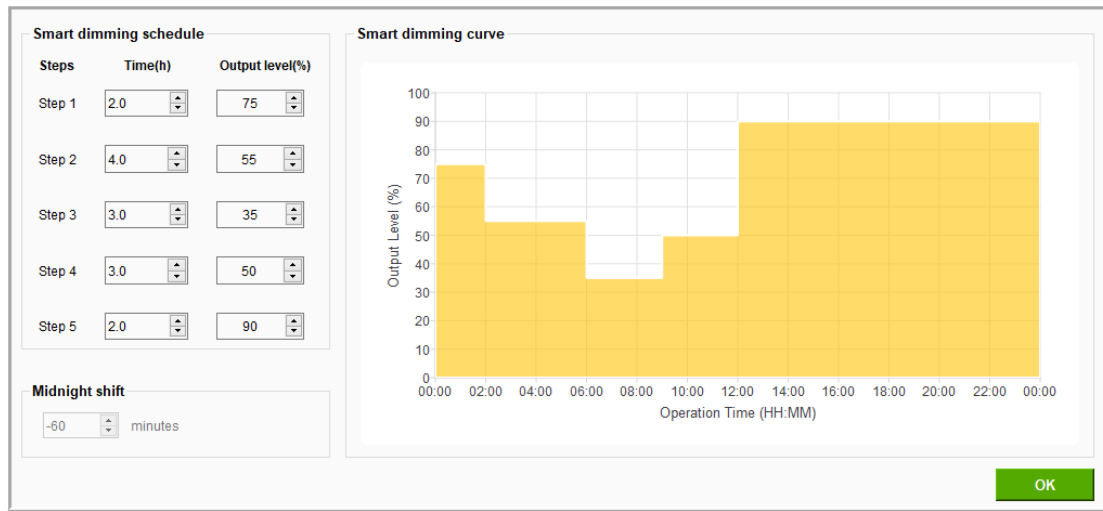 Smart dimming schedule
Steps Time(h) Output level(%)
Step 1 2.0 75
Step 2 4.0 55
Step 3 3.0 35
Step 4 3.0 50
Step 5 2.0 90
Midnight shift
-60 minutes
Smart dimming curve
Output Level (%)
100
90
80
70
60
50
40
30
20
10
0
00:00 02:00 04:00 06:00 08:00 10:00 12:00 14:00 16:00 18:00 20:00 22:00 00:00
Operation Time (HH:MM)
OK